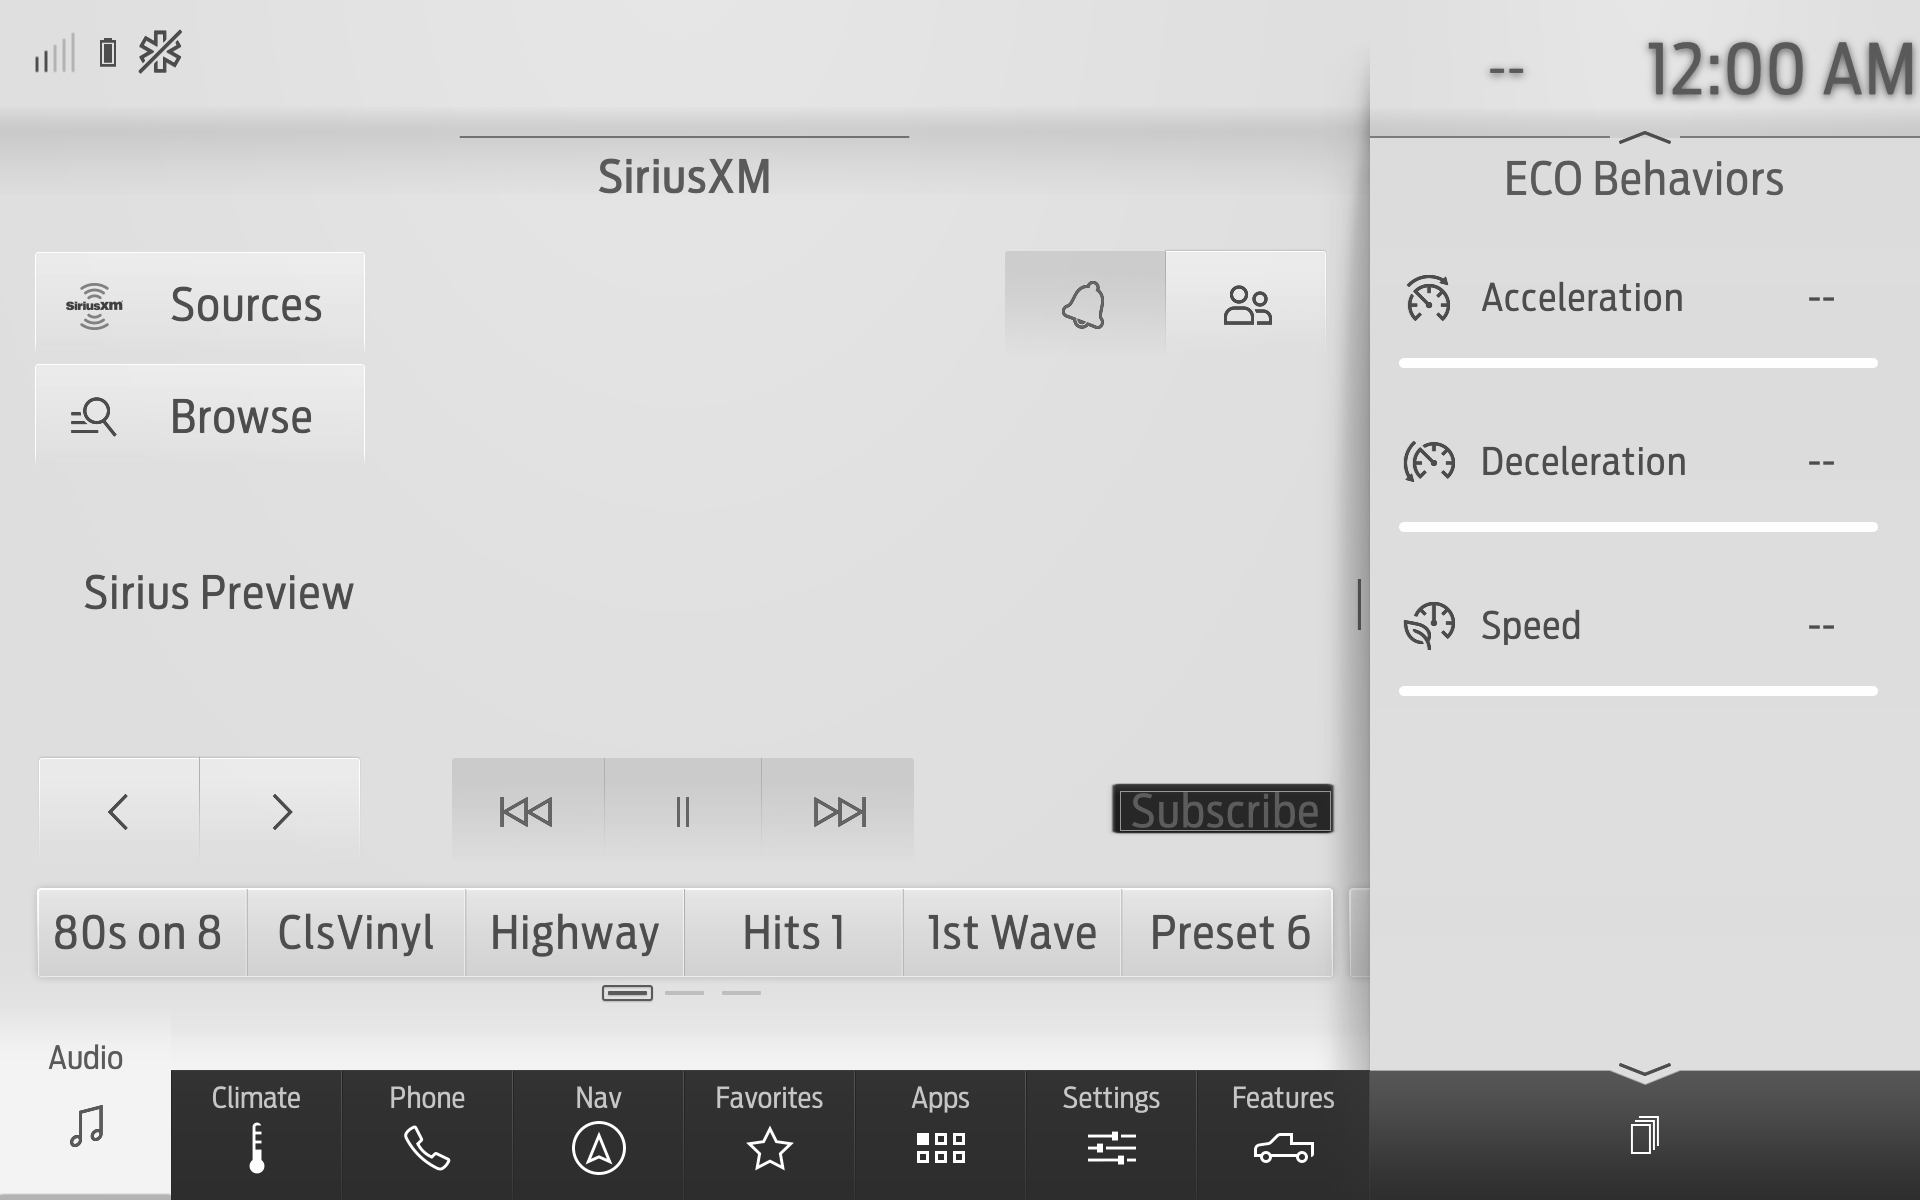 -- 12:00 AM
SiriusXM
ECO Behaviors
SiriusXM Sources
Browse
Acceleration --
Deceleration --
Sirius Preview
Speed --
Subscribe
80s on 8 ClsVinyl Highway Hits 1 1st Wave Preset 6
Audio
Climate Phone Nav Favorites Apps Settings Features